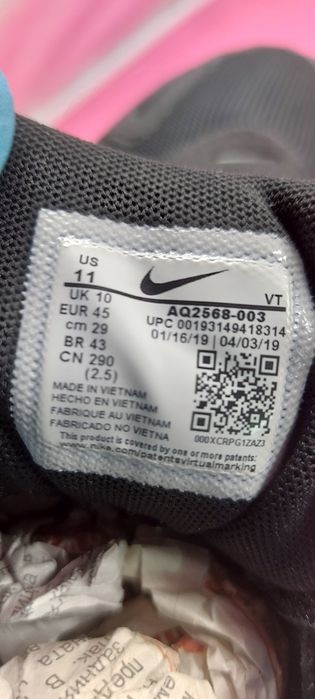 US
11
VT
UK 10
EUR 45
cm 29
BR 43
CN 290
(2.5)
AQ2568-003
UPC 00193149418314
01/16/19 | 04/03/19
000XCRPG1ZAZ3
MADE IN VIETNAM
HECHO EN VIETNAM
FABRIQUE AU VIETNAM
FABRICADO NO VIETNA
This product is covered by one or more patents:
www.nike.com/patentsvirtualmarking